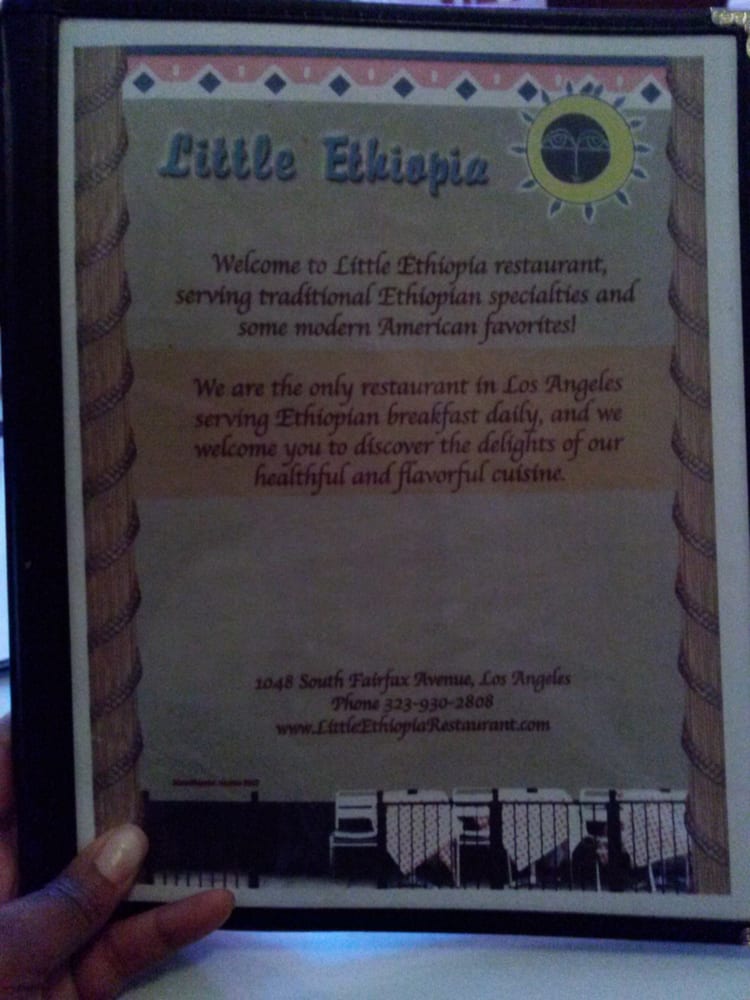 Little Ethiopia
Welcome to Little Ethiopia restaurant,
serving traditional Ethiopian specialties and
some modern American favorites!
We are the only restaurant in Los Angeles
serving Ethiopian breakfast daily, and we
welcome you to discover the delights of our
healthful and flavorful cuisine.
1048 South Fairfax Avenue, Los Angeles
Phone 323-930-2808
www.LittleEthiopiaRestaurant.com